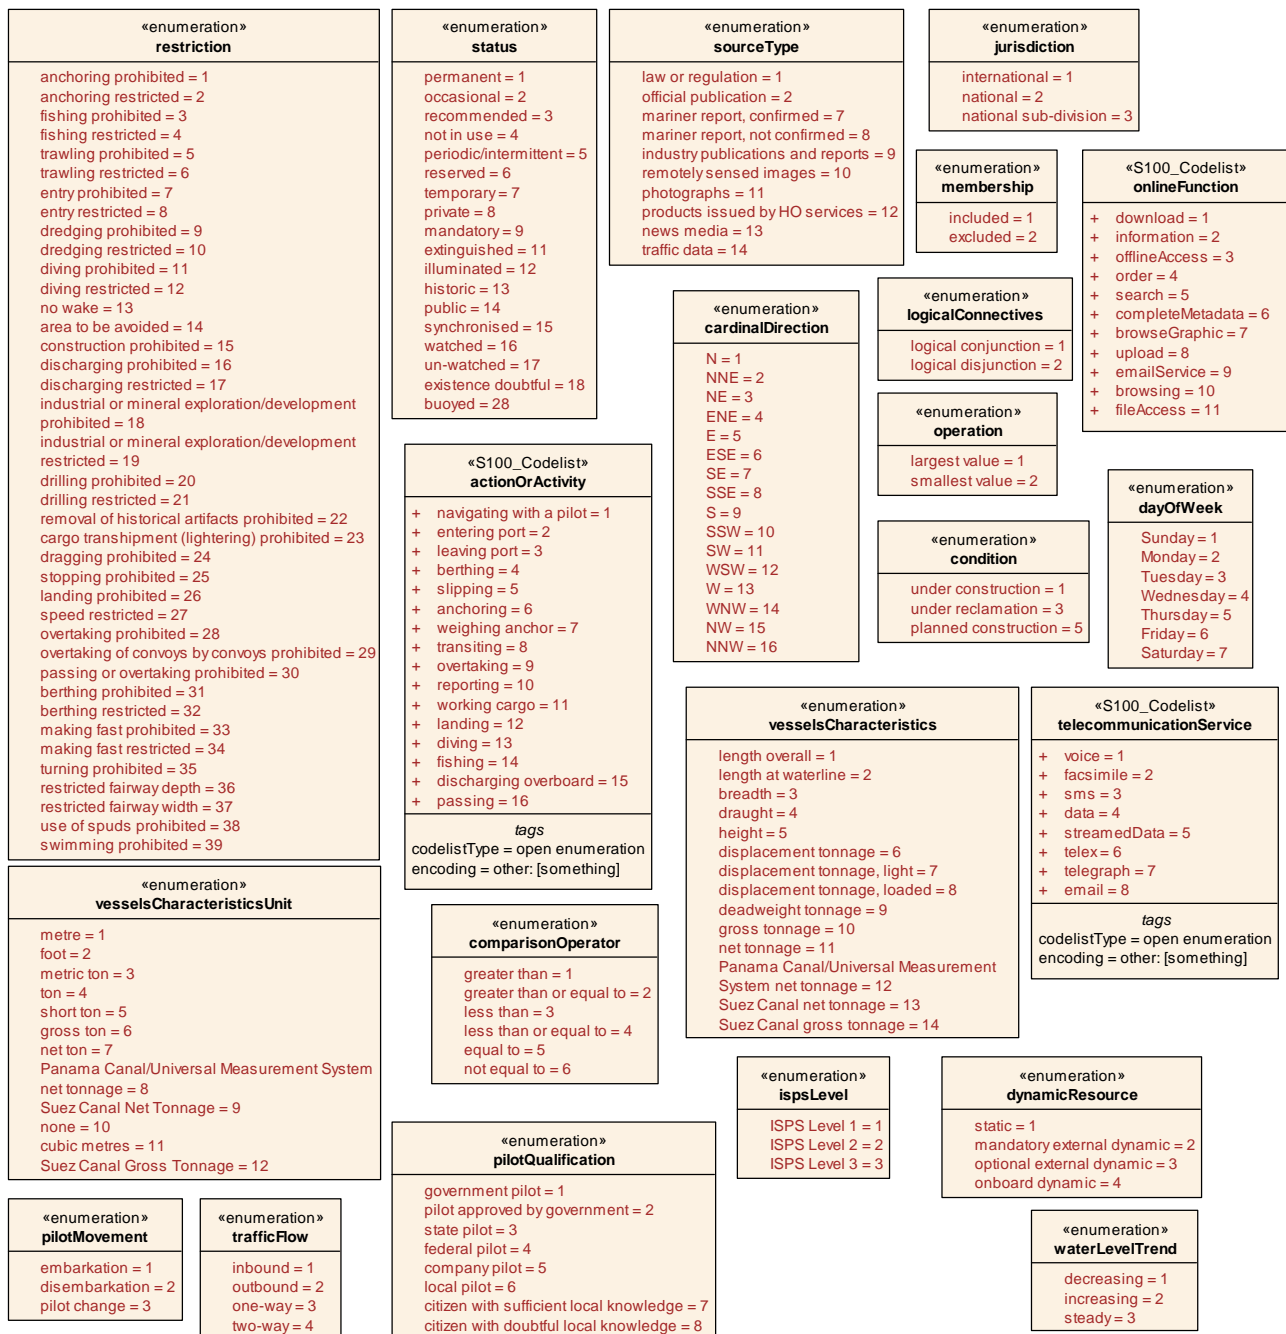 «enumeration»
restriction
anchoring prohibited = 1
anchoring restricted = 2
fishing prohibited = 3
fishing restricted = 4
trawling prohibited = 5
trawling restricted = 6
entry prohibited = 7
entry restricted = 8
dredging prohibited = 9
dredging restricted = 10
diving prohibited = 11
diving restricted = 12
no wake = 13
area to be avoided = 14
construction prohibited = 15
discharging prohibited = 16
discharging restricted = 17
industrial or mineral exploration/development
prohibited = 18
industrial or mineral exploration/development
restricted = 19
drilling prohibited = 20
drilling restricted = 21
removal of historical artifacts prohibited = 22
cargo transhipment (lightering) prohibited = 23
dragging prohibited = 24
stopping prohibited = 25
landing prohibited = 26
speed restricted = 27
overtaking prohibited = 28
overtaking of convoys by convoys prohibited = 29
passing or overtaking prohibited = 30
berthing prohibited = 31
berthing restricted = 32
making fast prohibited = 33
making fast restricted = 34
turning prohibited = 35
restricted fairway depth = 36
restricted fairway width = 37
use of spuds prohibited = 38
swimming prohibited = 39
«enumeration»
status
permanent = 1
occasional = 2
recommended = 3
not in use = 4
periodic/intermittent = 5
reserved = 6
temporary = 7
private = 8
mandatory = 9
extinguished = 11
illuminated = 12
historic = 13
public = 14
synchronised = 15
watched = 16
un-watched = 17
existence doubtful = 18
buoyed = 28
«enumeration»
sourceType
law or regulation = 1
official publication = 2
mariner report, confirmed = 7
mariner report, not confirmed = 8
industry publications and reports = 9
remotely sensed images = 10
photographs = 11
products issued by HO services = 12
news media = 13
traffic data = 14
«enumeration»
jurisdiction
international = 1
national = 2
national sub-division = 3
«enumeration»
membership
included = 1
excluded = 2
«S100_Codelist»
onlineFunction
+ download = 1
+ information = 2
+ offlineAccess = 3
+ order = 4
+ search = 5
+ completeMetadata = 6
+ browseGraphic = 7
+ upload = 8
+ emailService = 9
+ browsing = 10
+ fileAccess = 11
«enumeration»
cardinalDirection
N = 1
NNE = 2
NE = 3
ENE = 4
E = 5
ESE = 6
SE = 7
SSE = 8
S = 9
SSW = 10
SW = 11
WSW = 12
W = 13
WNW = 14
NW = 15
NNW = 16
«enumeration»
logicalConnectives
logical conjunction = 1
logical disjunction = 2
«enumeration»
operation
largest value = 1
smallest value = 2
«S100_Codelist»
actionOrActivity
+ navigating with a pilot = 1
+ entering port = 2
+ leaving port = 3
+ berthing = 4
+ slipping = 5
+ anchoring = 6
+ weighing anchor = 7
+ transiting = 8
+ overtaking = 9
+ reporting = 10
+ working cargo = 11
+ landing = 12
+ diving = 13
+ fishing = 14
+ discharging overboard = 15
+ passing = 16
tags
codelistType = open enumeration
encoding = other: [something]
«enumeration»
condition
under construction = 1
under reclamation = 3
planned construction = 5
«enumeration»
dayOfWeek
Sunday = 1
Monday = 2
Tuesday = 3
Wednesday = 4
Thursday = 5
Friday = 6
Saturday = 7
«enumeration»
vesselsCharacteristics
length overall = 1
length at waterline = 2
breadth = 3
draught = 4
height = 5
displacement tonnage = 6
displacement tonnage, light = 7
displacement tonnage, loaded = 8
deadweight tonnage = 9
gross tonnage = 10
net tonnage = 11
Panama Canal/Universal Measurement
System net tonnage = 12
Suez Canal net tonnage = 13
Suez Canal gross tonnage = 14
«S100_Codelist»
telecommunicationService
+ voice = 1
+ facsimile = 2
+ sms = 3
+ data = 4
+ streamedData = 5
+ telex = 6
+ telegraph = 7
+ email = 8
tags
codelistType = open enumeration
encoding = other: [something]
«enumeration»
vesselsCharacteristicsUnit
metre = 1
foot = 2
metric ton = 3
ton = 4
short ton = 5
gross ton = 6
net ton = 7
Panama Canal/Universal Measurement System
net tonnage = 8
Suez Canal Net Tonnage = 9
none = 10
cubic metres = 11
Suez Canal Gross Tonnage = 12
«enumeration»
comparisonOperator
greater than = 1
greater than or equal to = 2
less than = 3
less than or equal to = 4
equal to = 5
not equal to = 6
«enumeration»
ispsLevel
ISPS Level 1 = 1
ISPS Level 2 = 2
ISPS Level 3 = 3
«enumeration»
dynamicResource
static = 1
mandatory external dynamic = 2
optional external dynamic = 3
onboard dynamic = 4
«enumeration»
pilotQualification
government pilot = 1
pilot approved by government = 2
state pilot = 3
federal pilot = 4
company pilot = 5
local pilot = 6
citizen with sufficient local knowledge = 7
citizen with doubtful local knowledge = 8
«enumeration»
pilotMovement
embarkation = 1
disembarkation = 2
pilot change = 3
«enumeration»
trafficFlow
inbound = 1
outbound = 2
one-way = 3
two-way = 4
«enumeration»
waterLevelTrend
decreasing = 1
increasing = 2
steady = 3